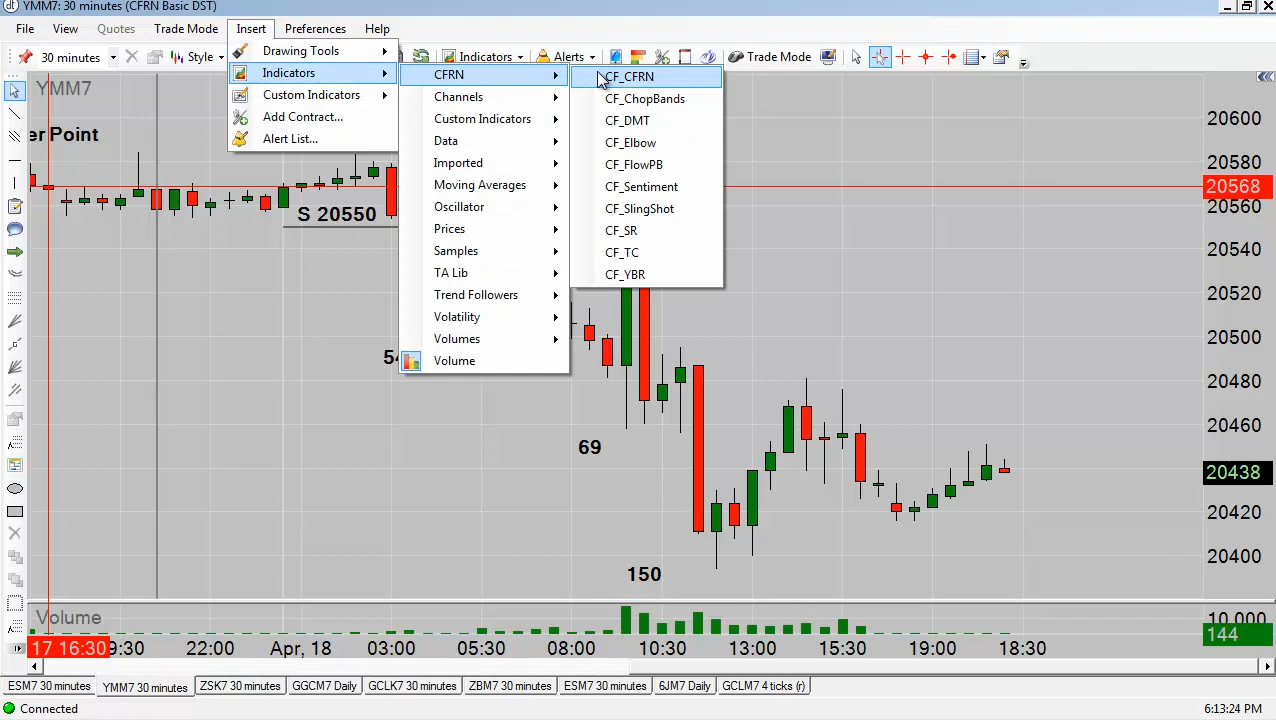 YMM7: 30 minutes (CFRN Basic DST)
File View Quotes Trade Mode Insert Preferences Help
30 minutes Style Indicators Alerts Trade Mode
Drawing Tools
Indicators
Custom Indicators
Add Contract...
Alert List...
CFRN
Channels
Custom Indicators
Data
Imported
Moving Averages
Oscillator
Prices
Samples
TA Lib
Trend Followers
Volatility
Volumes
Volume
CF_CFRN
CF_ChopBands
CF_DMT
CF_Elbow
CF_FlowPB
CF_Sentiment
CF_SlingShot
CF_SR
CF_TC
CF_YBR
YMM7
er Point
S 20550
54
69
150
20600
20580
20568
20560
20540
20520
20500
20480
20460
20438
20420
20400
Volume
10.000
144
17 16:30 9:30 22:00 Apr, 18 03:00 05:30 08:00 10:30 13:00 15:30 19:00 18:30
ESM7 30 minutes YMM7 30 minutes ZSK7 30 minutes GGCM7 Daily GCLK7 30 minutes ZBM7 30 minutes ESM7 30 minutes 6JM7 Daily GCLM7 4 ticks (r)
Connected 6:13:24 PM